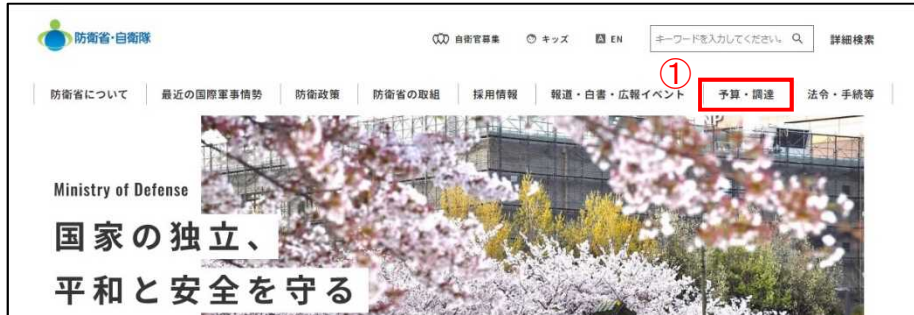 防衛省・自衛隊
自衛官募集 キッズ EN キーワードを入力してください。 詳細検索
①
防衛省について 最近の国際軍事情勢 防衛政策 防衛省の取組 採用情報 報道・白書・広報イベント 予算・調達 法令・手続等
Ministry of Defense
国家の独立、
平和と安全を守る